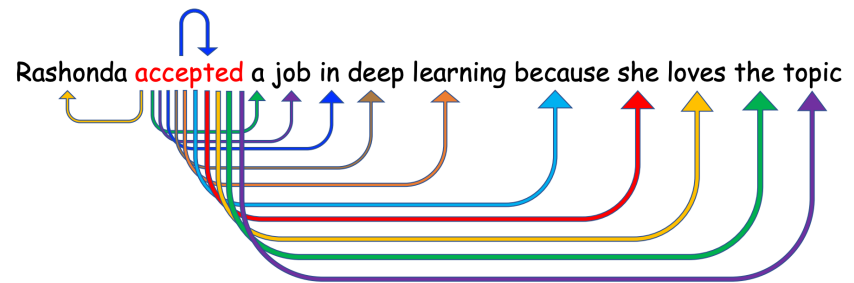 Rashonda accepted a job in deep learning because she loves the topic